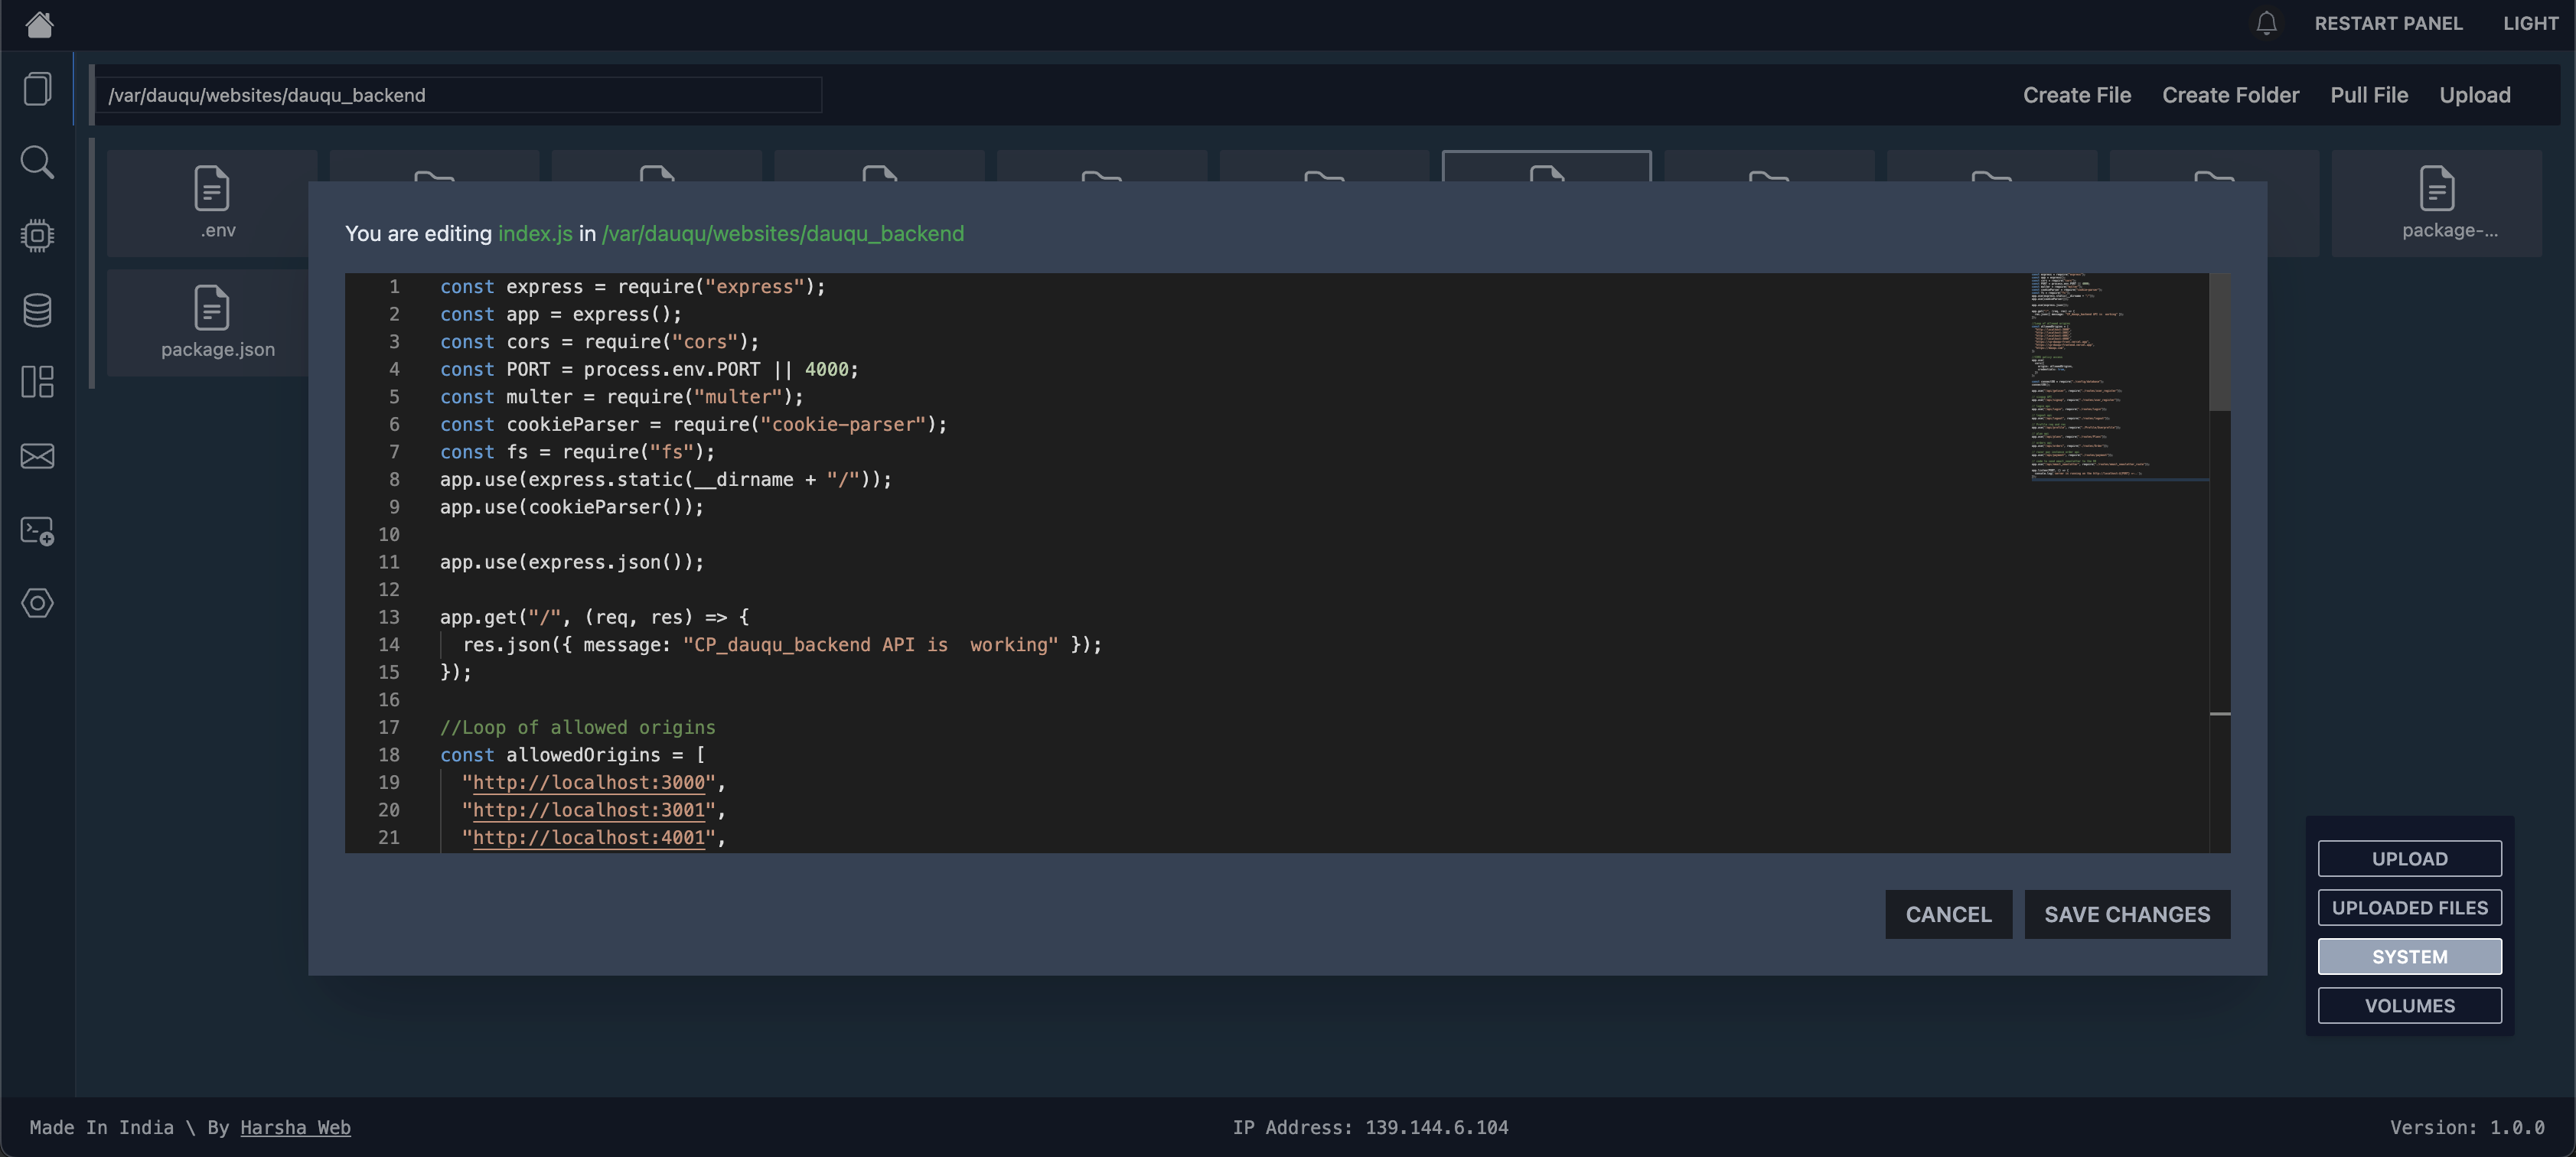 RESTART PANEL LIGHT
/var/dauqu/websites/dauqu_backend
Create File Create Folder Pull File Upload
.env
package-...
package.json
You are editing index.js in /var/dauqu/websites/dauqu_backend
1 const express = require("express");
2 const app = express();
3 const cors = require("cors");
4 const PORT = process.env.PORT || 4000;
5 const multer = require("multer");
6 const cookieParser = require("cookie-parser");
7 const fs = require("fs");
8 app.use(express.static(__dirname + "/"));
9 app.use(cookieParser());
10
11 app.use(express.json());
12
13 app.get("/", (req, res) => {
14   res.json({ message: "CP_dauqu_backend API is  working" });
15 });
16
17 //Loop of allowed origins
18 const allowedOrigins = [
19   "http://localhost:3000",
20   "http://localhost:3001",
21   "http://localhost:4001",
CANCEL SAVE CHANGES
UPLOAD
UPLOADED FILES
SYSTEM
VOLUMES
Made In India \ By Harsha Web
IP Address: 139.144.6.104
Version: 1.0.0